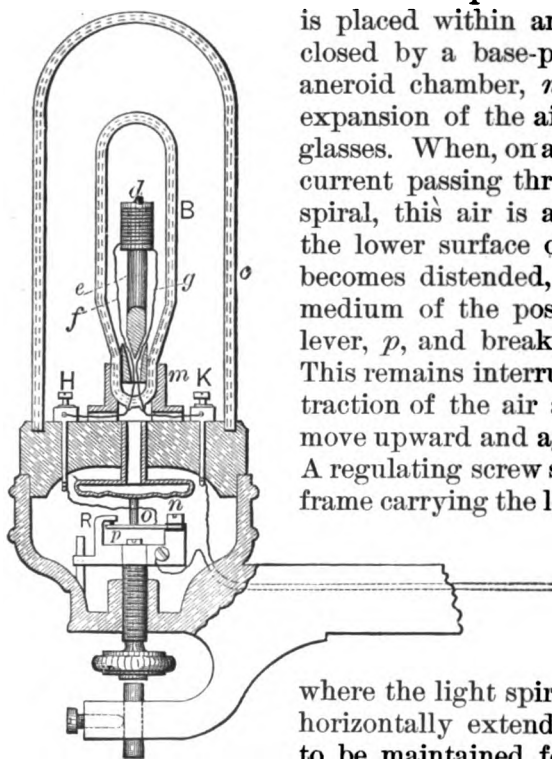 is placed within an
closed by a base-p
aneroid chamber, n
expansion of the ai
glasses. When, on a
current passing thr
spiral, this air is a
the lower surface o
becomes distended,
medium of the pos
lever, p, and break
This remains interru
traction of the air a
move upward and ag
A regulating screw s
frame carrying the l
where the light spir
horizontally extend
to be maintained fo
d
B
e
f
g
H
K
m
R
o
n
p